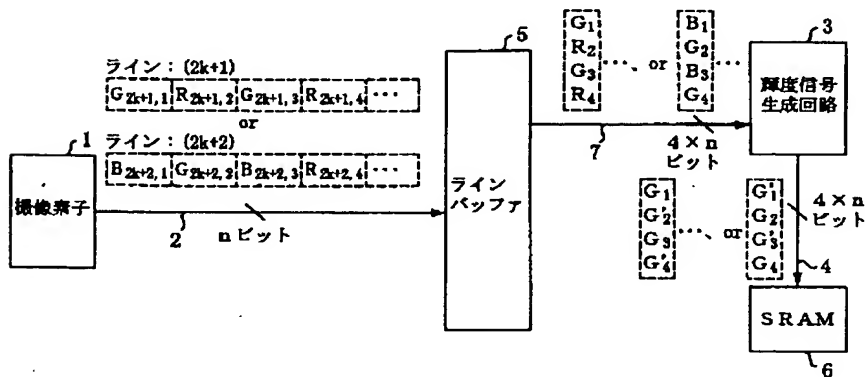 ライン：(2k+1)
G2k+1, 1 R2k+1, 2 G2k+1, 3 R2k+1, 4 ･･･
or
ライン：(2k+2)
B2k+2, 1 G2k+2, 2 B2k+2, 3 R2k+2, 4 ･･･
1
撮像素子
2
nビット
5
ライン
バッファ
G1
R2
G3
R4
･･･、or
B1
G2
B3
G4
･･･
7
4×n
ビット
3
輝度信号
生成回路
G1
G'2
G3
G'4
･･･、or
G'1
G2
G'3
G4
4×n
ビット
4
SRAM
6